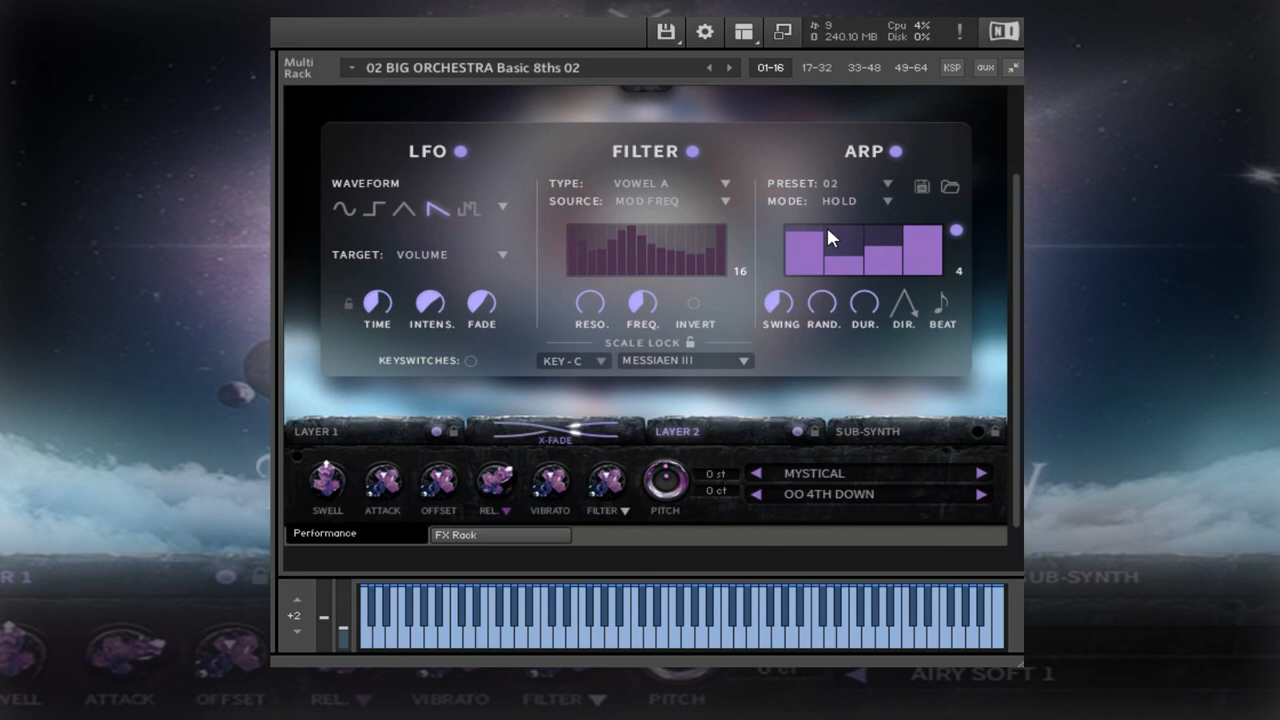 9 Cpu 4%
240.10 MB Disk 0%
! NI
Multi
Rack
02 BIG ORCHESTRA Basic 8ths 02
01-16 17-32 33-48 49-64 KSP aux
LFO
FILTER
ARP
WAVEFORM
TYPE: VOWEL A
SOURCE: MOD FREQ
PRESET: 02
MODE: HOLD
TARGET: VOLUME
16
4
TIME INTENS. FADE
RESO. FREQ. INVERT
SWING RAND. DUR. DIR. BEAT
SCALE LOCK
KEYSWITCHES:
KEY - C MESSIAEN III
LAYER 1 X-FADE LAYER 2 SUB-SYNTH
SWELL ATTACK OFFSET REL. VIBRATO FILTER PITCH
0 st
0 ct
MYSTICAL
OO 4TH DOWN
Performance FX Rack
+2
R 1
UB-SYNTH
AIRY SOFT 1
WELL ATTACK OFFSET REL. VIBRATO FILTER PITCH